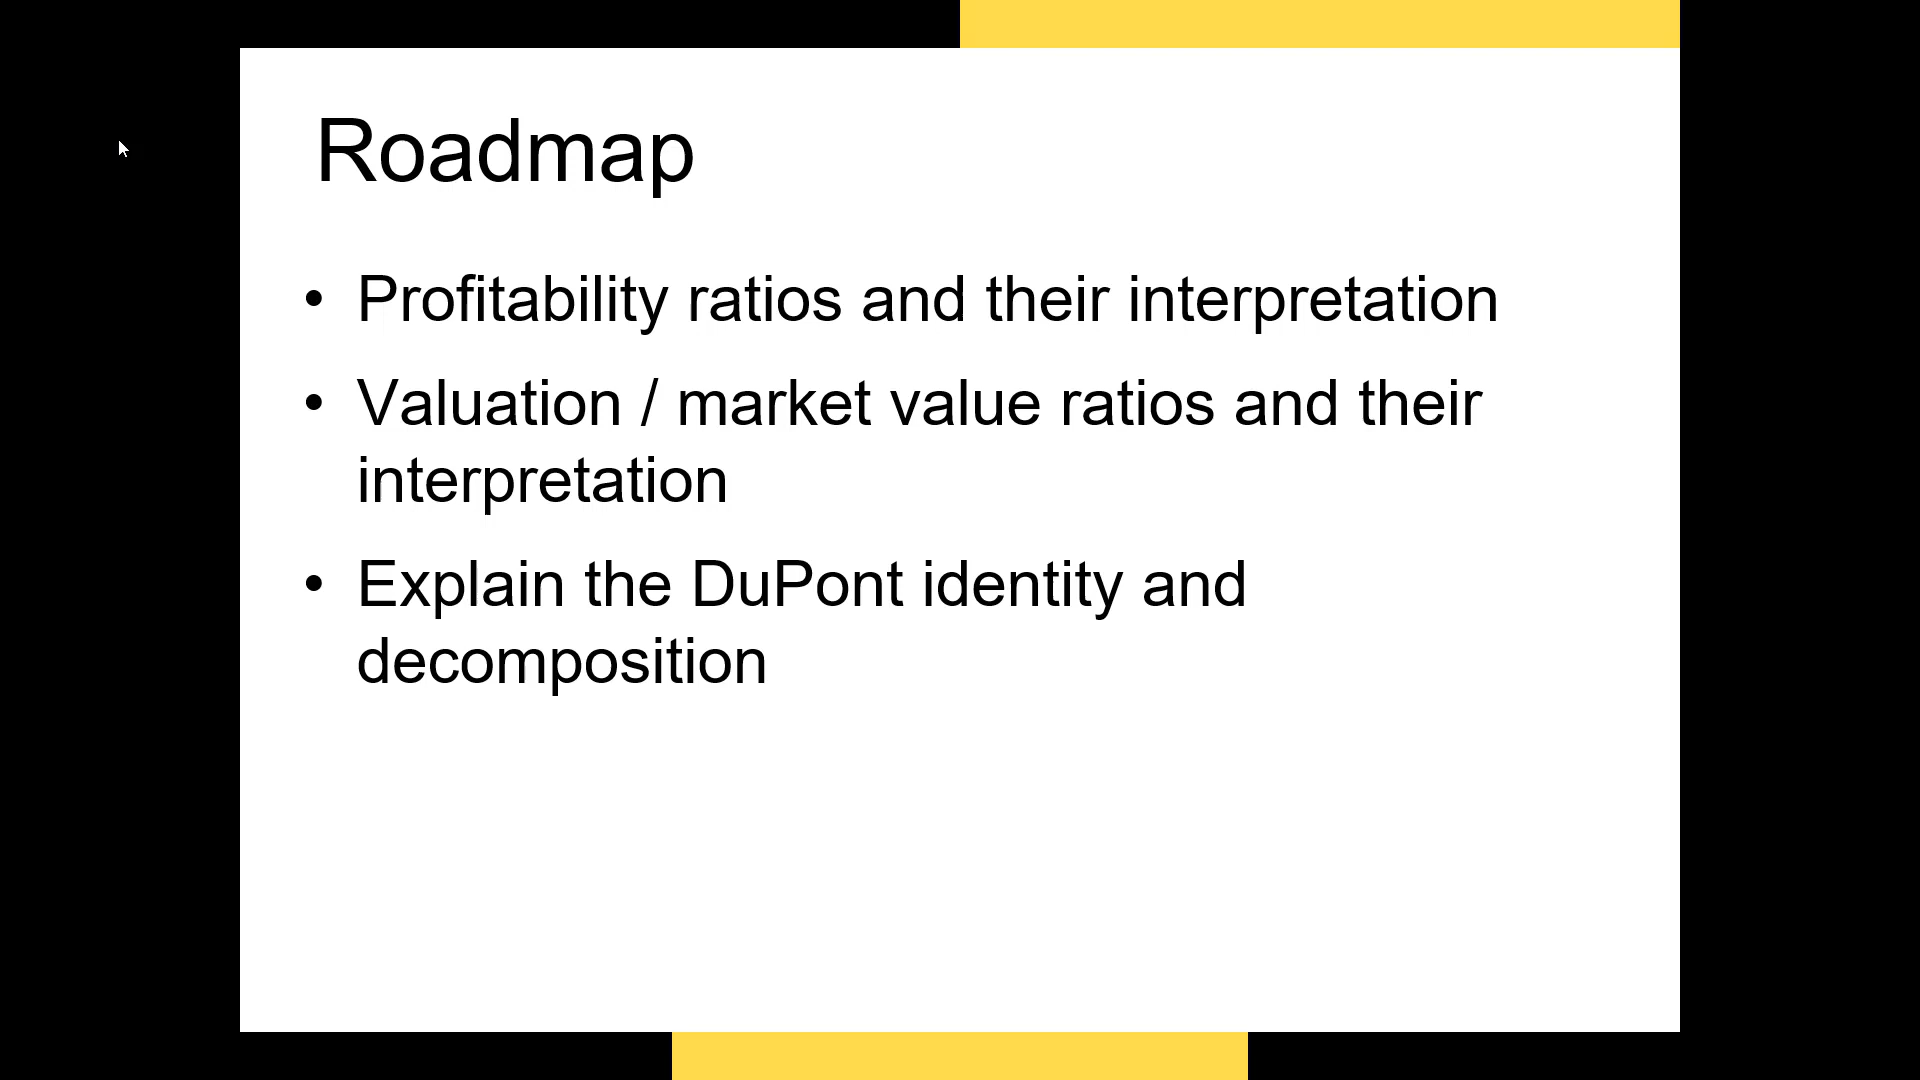 Roadmap
• Profitability ratios and their interpretation
• Valuation / market value ratios and their
interpretation
• Explain the DuPont identity and
decomposition